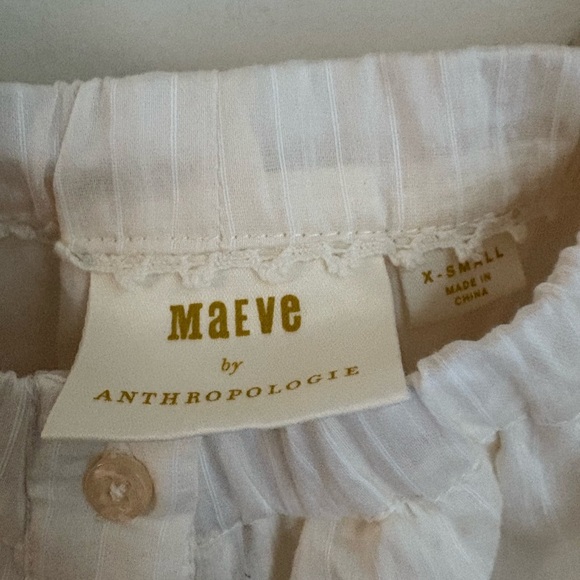 MaEVe
by
ANTHROPOLOGIE
X-SMALL
MADE IN
CHINA